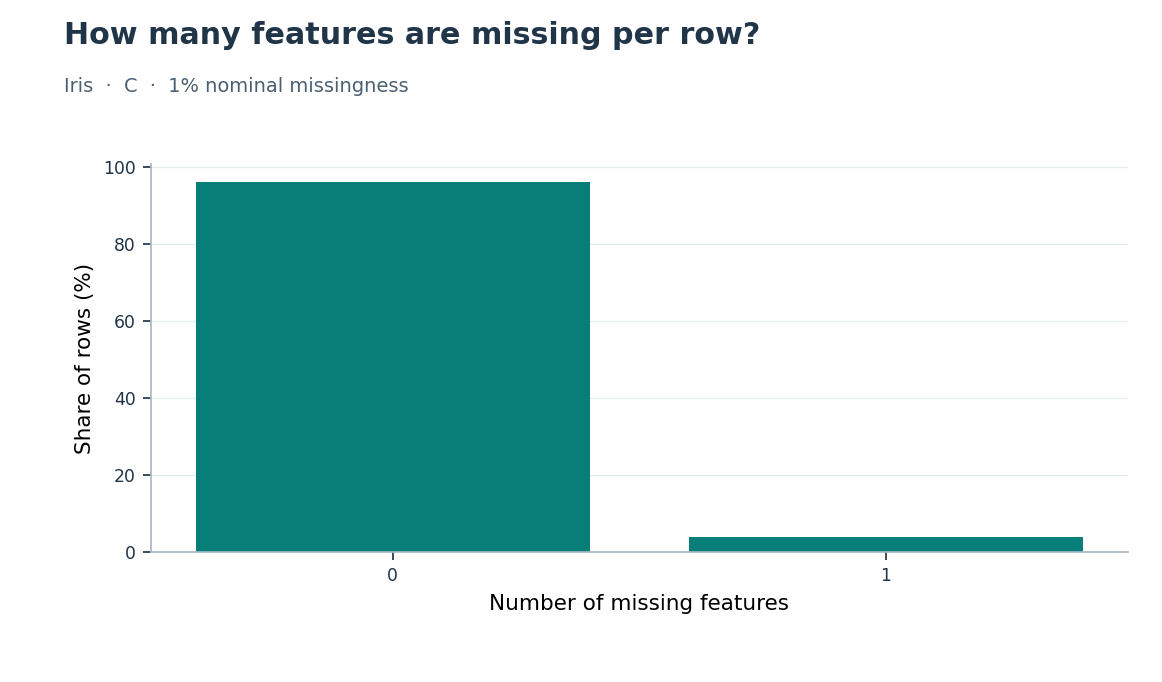 How many features are missing per row?
Iris · C · 1% nominal missingness
100
80
60
40
20
0
Share of rows (%)
0 1
Number of missing features